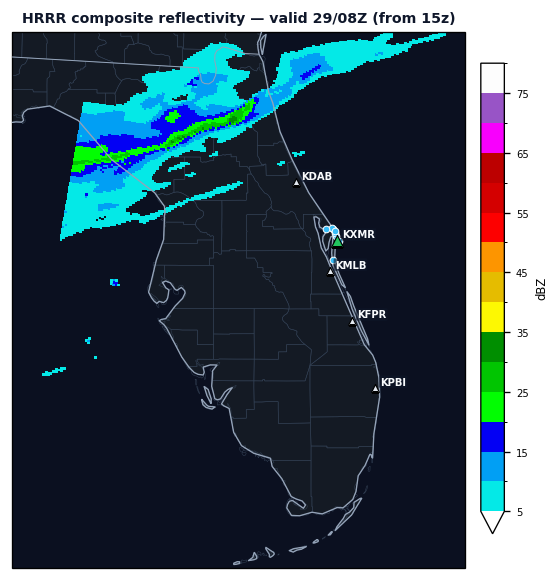 HRRR composite reflectivity — valid 29/08Z (from 15z)
KDAB
KXMR
KMLB
KFPR
KPBI
75
65
55
45
35
25
15
5
dBZ